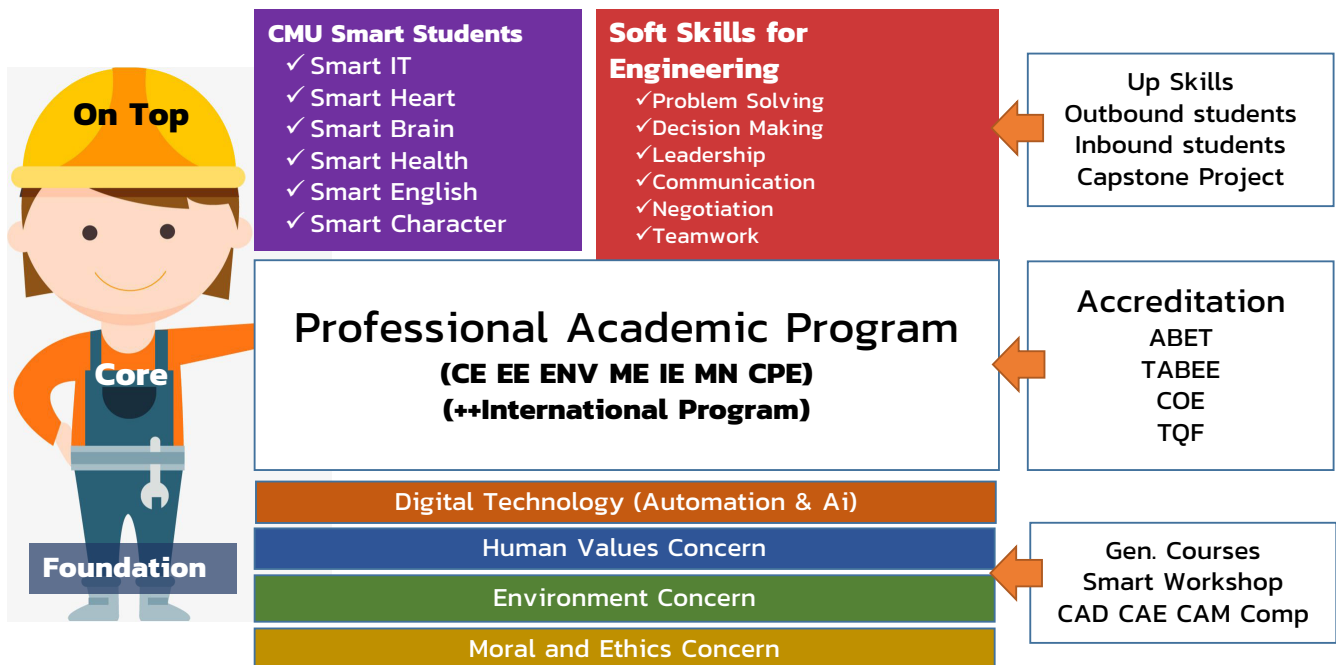 On Top
CMU Smart Students
✓ Smart IT
✓ Smart Heart
✓ Smart Brain
✓ Smart Health
✓ Smart English
✓ Smart Character
Soft Skills for
Engineering
✓Problem Solving
✓Decision Making
✓Leadership
✓Communication
✓Negotiation
✓Teamwork
Up Skills
Outbound students
Inbound students
Capstone Project
Core
Professional Academic Program
(CE EE ENV ME IE MN CPE)
(++International Program)
Accreditation
ABET
TABEE
COE
TQF
Foundation
Digital Technology (Automation & Ai)
Human Values Concern
Environment Concern
Moral and Ethics Concern
Gen. Courses
Smart Workshop
CAD CAE CAM Comp